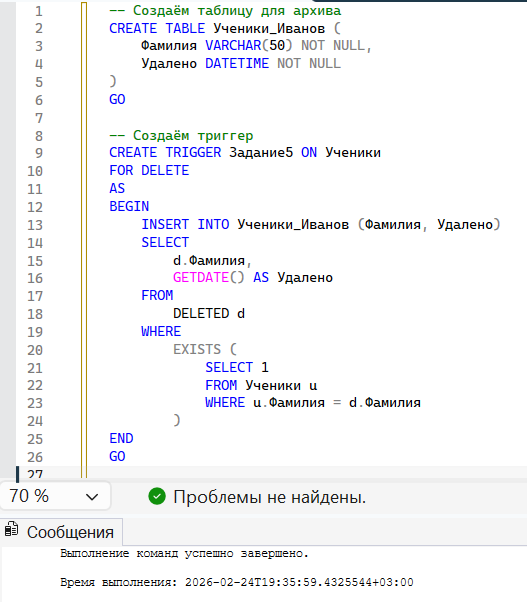 1 -- Создаём таблицу для архива
2 CREATE TABLE Ученики_Иванов (
3 Фамилия VARCHAR(50) NOT NULL,
4 Удалено DATETIME NOT NULL
5 )
6 GO
7
8 -- Создаём триггер
9 CREATE TRIGGER Задание5 ON Ученики
10 FOR DELETE
11 AS
12 BEGIN
13 INSERT INTO Ученики_Иванов (Фамилия, Удалено)
14 SELECT
15 d.Фамилия,
16 GETDATE() AS Удалено
17 FROM
18 DELETED d
19 WHERE
20 EXISTS (
21 SELECT 1
22 FROM Ученики u
23 WHERE u.Фамилия = d.Фамилия
24 )
25 END
26 GO
27
70 % Проблемы не найдены.
Сообщения
Выполнение команд успешно завершено.
Время выполнения: 2026-02-24T19:35:59.4325544+03:00